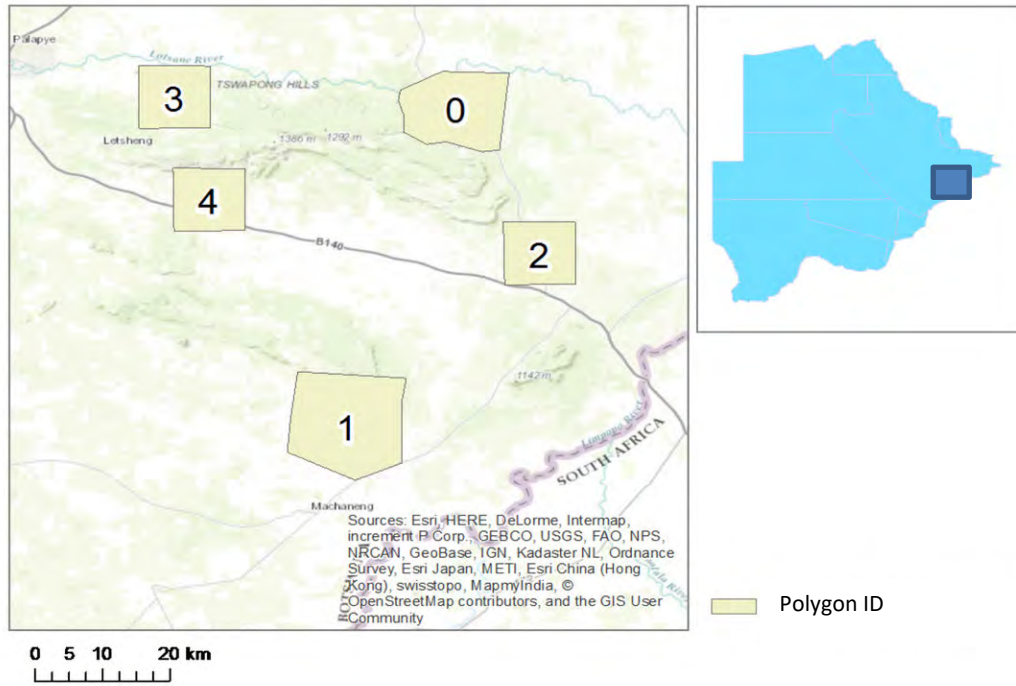 Palapye
Lotsane River
TSWAPONG HILLS
3
0
Letsheng
1386 m
1292 m
4
B140
2
1142 m
1
Limpopo River
SOUTH AFRICA
Machaneng
Sources: Esri, HERE, DeLorme, Intermap,
increment P Corp., GEBCO, USGS, FAO, NPS,
NRCAN, GeoBase, IGN, Kadaster NL, Ordnance
Survey, Esri Japan, METI, Esri China (Hong
Kong), swisstopo, MapmyIndia, ©
OpenStreetMap contributors, and the GIS User
Community
Polygon ID
0 5 10 20 km